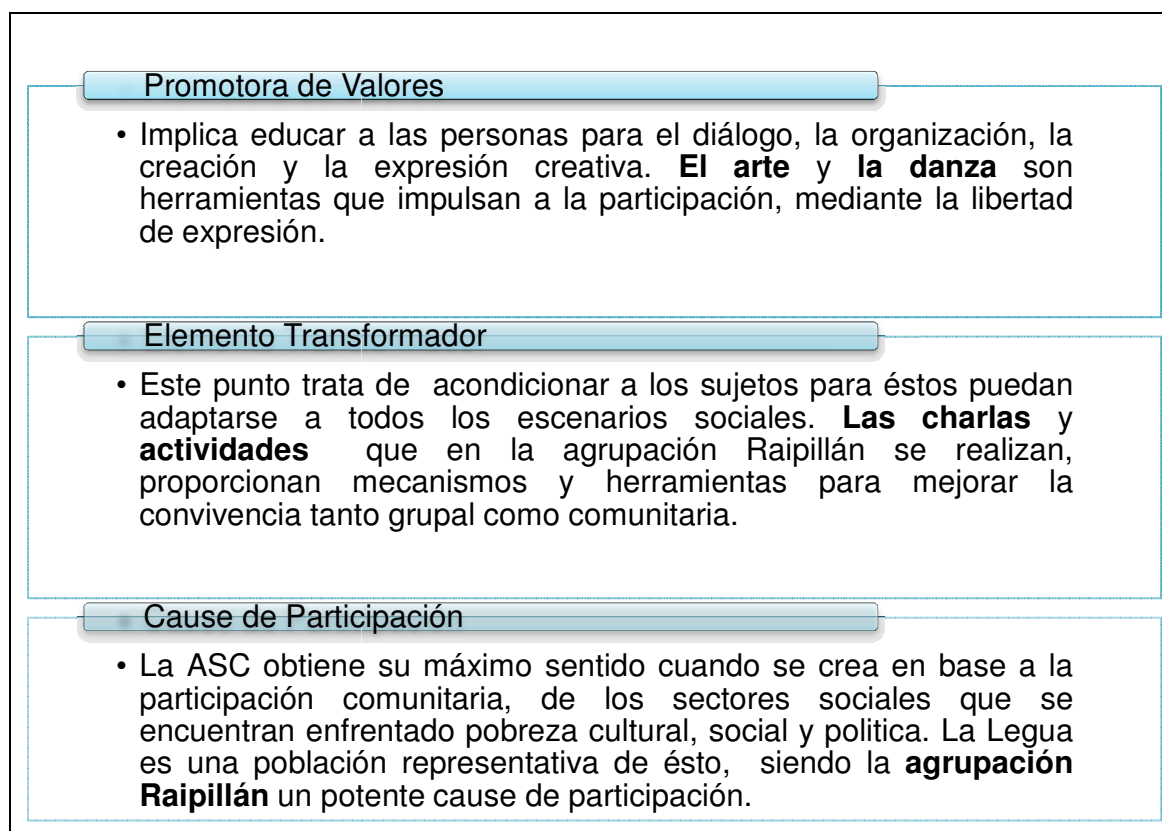 Promotora de Valores
• Implica educar a las personas para el diálogo, la organización, la
creación y la expresión creativa. El arte y la danza son
herramientas que impulsan a la participación, mediante la libertad
de expresión.
Elemento Transformador
• Este punto trata de acondicionar a los sujetos para éstos puedan
adaptarse a todos los escenarios sociales. Las charlas y
actividades que en la agrupación Raipillán se realizan,
proporcionan mecanismos y herramientas para mejorar la
convivencia tanto grupal como comunitaria.
Cause de Participación
• La ASC obtiene su máximo sentido cuando se crea en base a la
participación comunitaria, de los sectores sociales que se
encuentran enfrentado pobreza cultural, social y politica. La Legua
es una población representativa de ésto, siendo la agrupación
Raipillán un potente cause de participación.